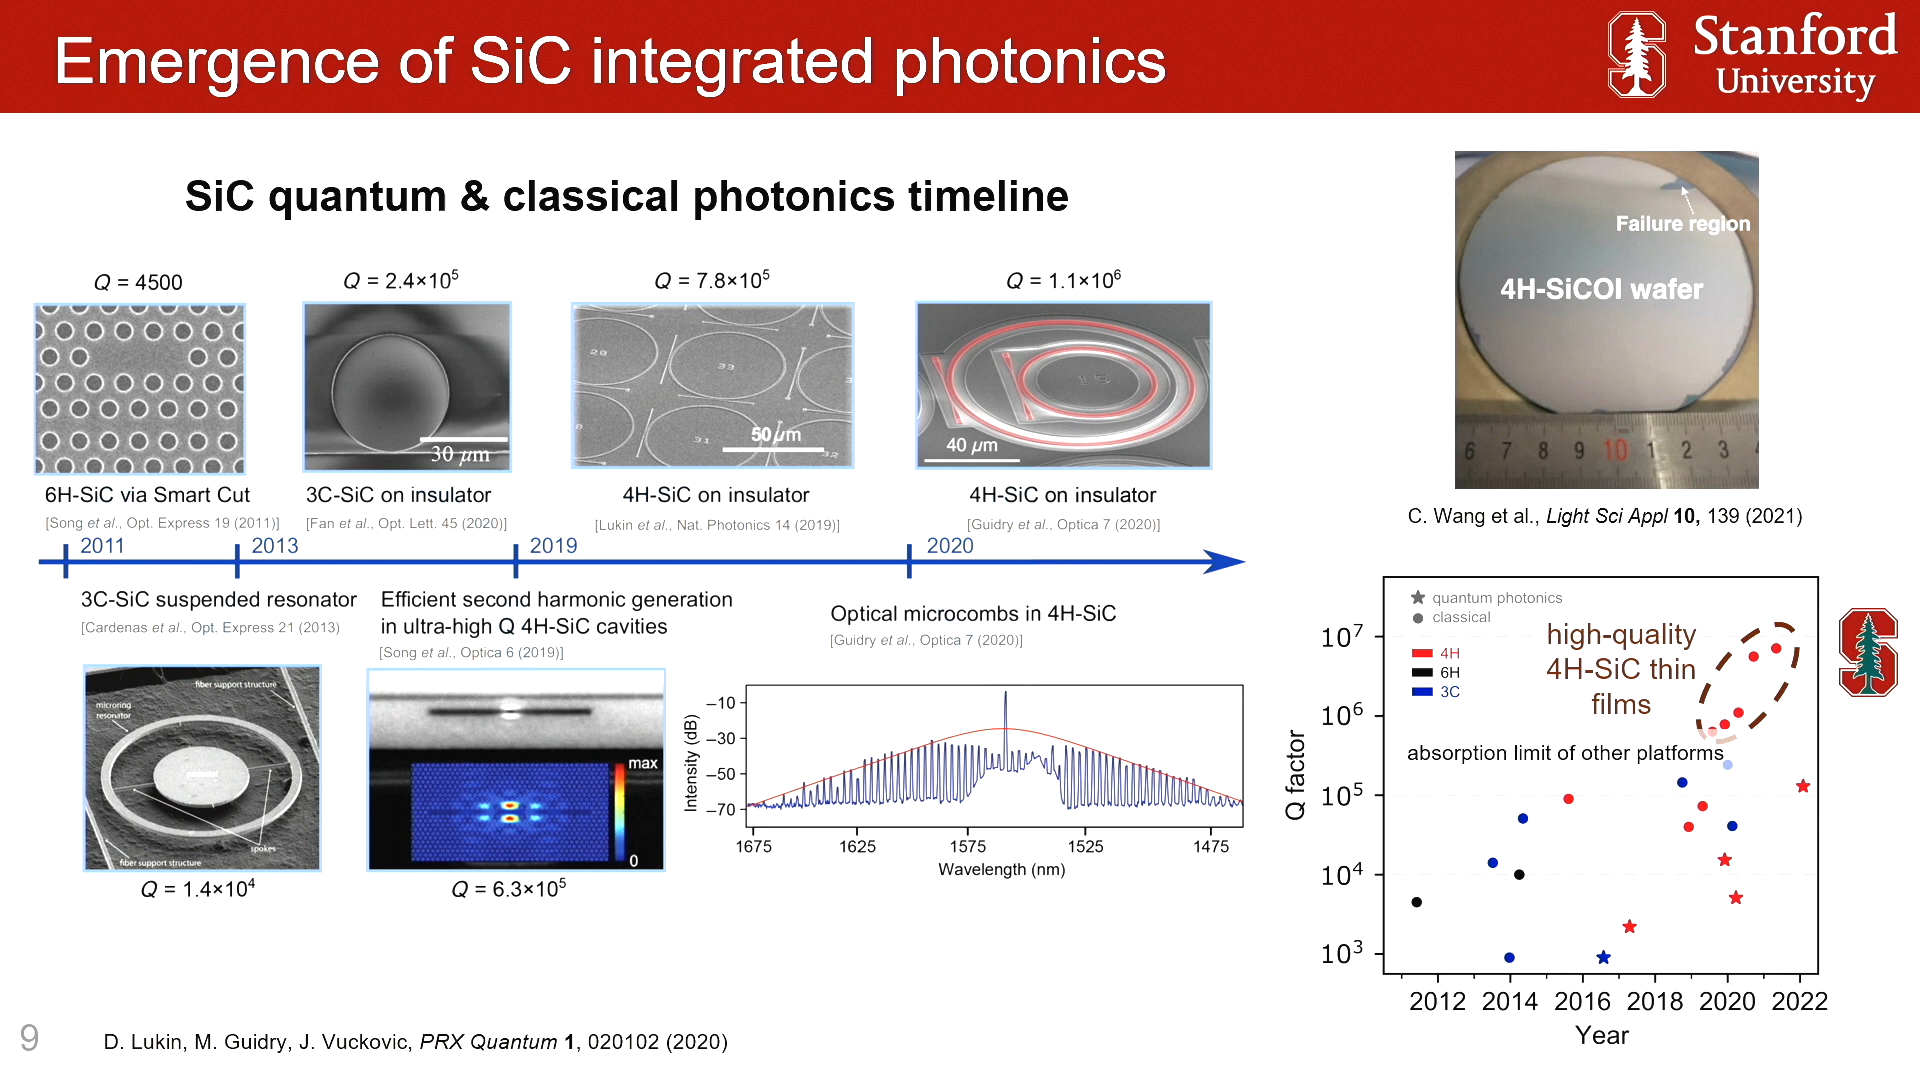 Emergence of SiC integrated photonics
Stanford
University
SiC quantum & classical photonics timeline
Q = 4500
Q = 2.4×10⁵
Q = 7.8×10⁵
Q = 1.1×10⁶
28
33
31
32
8
3
30 µm
50 µm
13
40 µm
6H-SiC via Smart Cut
[Song et al., Opt. Express 19 (2011)]
3C-SiC on insulator
[Fan et al., Opt. Lett. 45 (2020)]
4H-SiC on insulator
[Lukin et al., Nat. Photonics 14 (2019)]
4H-SiC on insulator
[Guidry et al., Optica 7 (2020)]
2011
2013
2019
2020
3C-SiC suspended resonator
[Cardenas et al., Opt. Express 21 (2013)
Efficient second harmonic generation
in ultra-high Q 4H-SiC cavities
[Song et al., Optica 6 (2019)]
Optical microcombs in 4H-SiC
[Guidry et al., Optica 7 (2020)]
fiber support structure
microring
resonator
pedestal
spokes
fiber support structure
Q = 1.4×10⁴
max
0
Q = 6.3×10⁵
Intensity (dB)
−10
−30
−50
−70
1675 1625 1575 1525 1475
Wavelength (nm)
Failure region
4H-SiCOI wafer
6 7 8 9 10 1 2 3
C. Wang et al., Light Sci Appl 10, 139 (2021)
quantum photonics
classical
4H
6H
3C
high-quality
4H-SiC thin
films
absorption limit of other platforms
Q factor
10⁷
10⁶
10⁵
10⁴
10³
2012 2014 2016 2018 2020 2022
Year
9
D. Lukin, M. Guidry, J. Vuckovic, PRX Quantum 1, 020102 (2020)